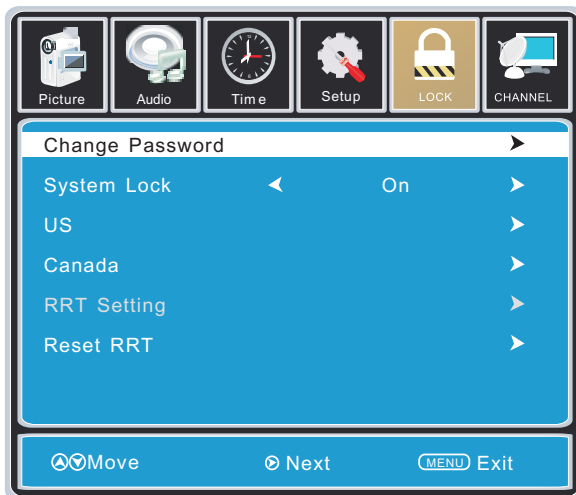 Picture Audio Time Setup LOCK CHANNEL
Change Password
System Lock On
US
Canada
RRT Setting
Reset RRT
Move Next MENU Exit